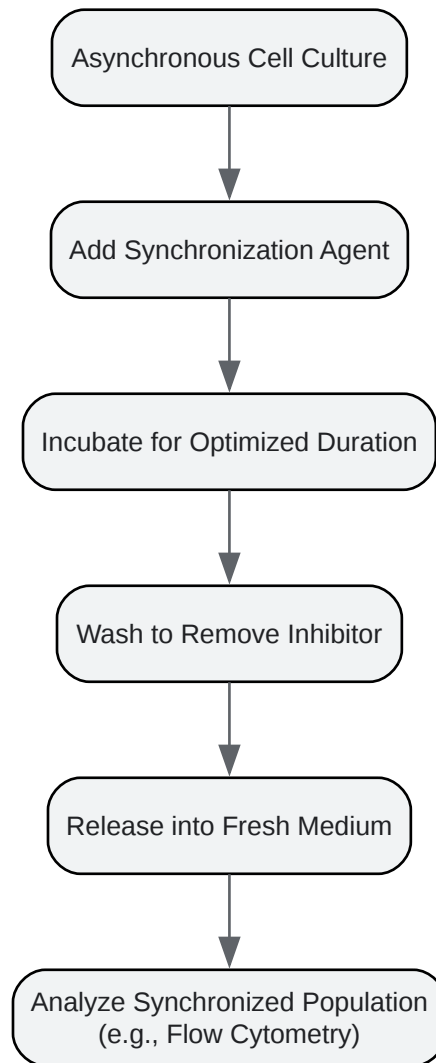 Asynchronous Cell Culture
Add Synchronization Agent
Incubate for Optimized Duration
Wash to Remove Inhibitor
Release into Fresh Medium
Analyze Synchronized Population
(e.g., Flow Cytometry)